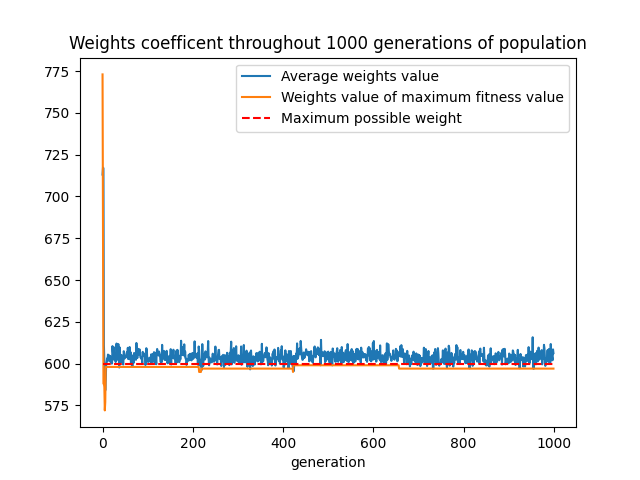 Weights coefficent throughout 1000 generations of population
Average weights value
Weights value of maximum fitness value
Maximum possible weight
775
750
725
700
675
650
625
600
575
0 200 400 600 800 1000
generation